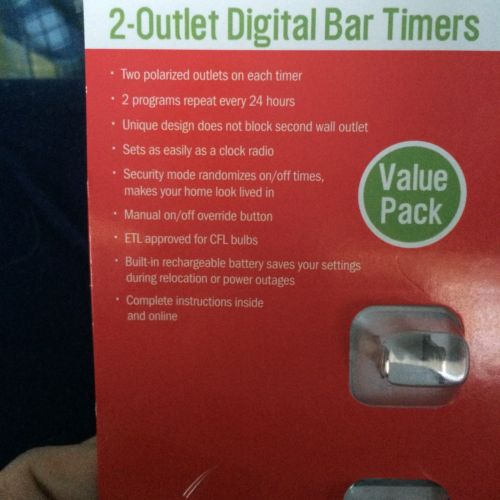 2-Outlet Digital Bar Timers
• Two polarized outlets on each timer
• 2 programs repeat every 24 hours
• Unique design does not block second wall outlet
• Sets as easily as a clock radio
• Security mode randomizes on/off times,
makes your home look lived in
• Manual on/off override button
• ETL approved for CFL bulbs
• Built-in rechargeable battery saves your settings
during relocation or power outages
• Complete instructions inside
and online
Value
Pack